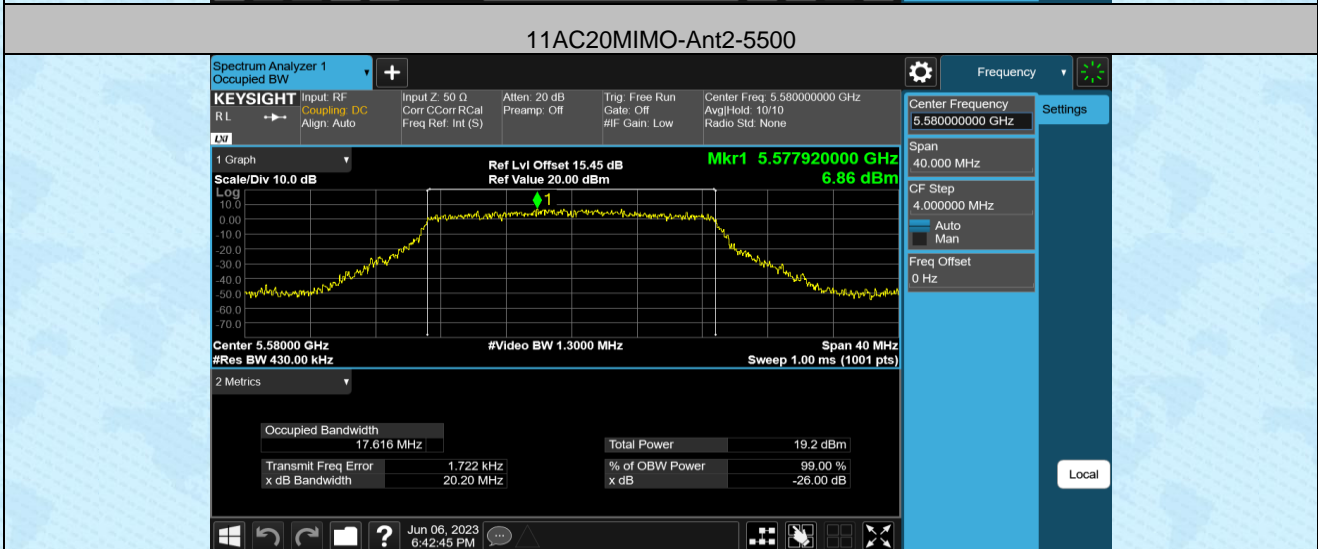 11AC20MIMO-Ant2-5500
Spectrum Analyzer 1
Occupied BW
+
Frequency
KEYSIGHT
RL
LXI
Input: RF
Coupling: DC
Align: Auto
Input Z: 50 Ω
Corr CCorr RCal
Freq Ref: Int (S)
Atten: 20 dB
Preamp: Off
Trig: Free Run
Gate: Off
#IF Gain: Low
Center Freq: 5.580000000 GHz
Avg|Hold: 10/10
Radio Std: None
Center Frequency
5.580000000 GHz
Settings
Span
40.000 MHz
CF Step
4.000000 MHz
Auto
Man
Freq Offset
0 Hz
1 Graph
Ref Lvl Offset 15.45 dB
Mkr1 5.577920000 GHz
Scale/Div 10.0 dB
Ref Value 20.00 dBm
6.86 dBm
Log
1
10.0
0.00
-10.0
-20.0
-30.0
-40.0
-50.0
-60.0
-70.0
Center 5.58000 GHz
#Video BW 1.3000 MHz
Span 40 MHz
#Res BW 430.00 kHz
Sweep 1.00 ms (1001 pts)
2 Metrics
Occupied Bandwidth
17.616 MHz
Total Power 19.2 dBm
Transmit Freq Error 1.722 kHz
% of OBW Power 99.00 %
x dB Bandwidth 20.20 MHz
x dB -26.00 dB
Local
?
Jun 06, 2023
6:42:45 PM